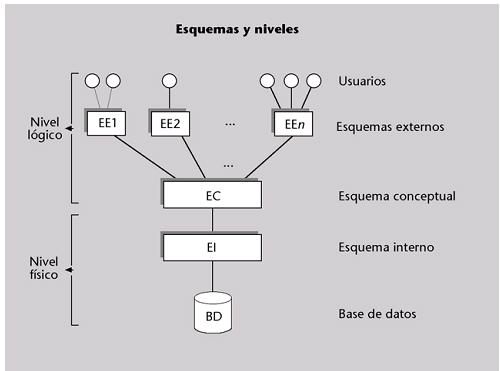 Esquemas y niveles
Usuarios
Nivel
lógico
EE1
EE2
...
EEn
Esquemas externos
...
EC
Esquema conceptual
EI
Esquema interno
Nivel
físico
BD
Base de datos